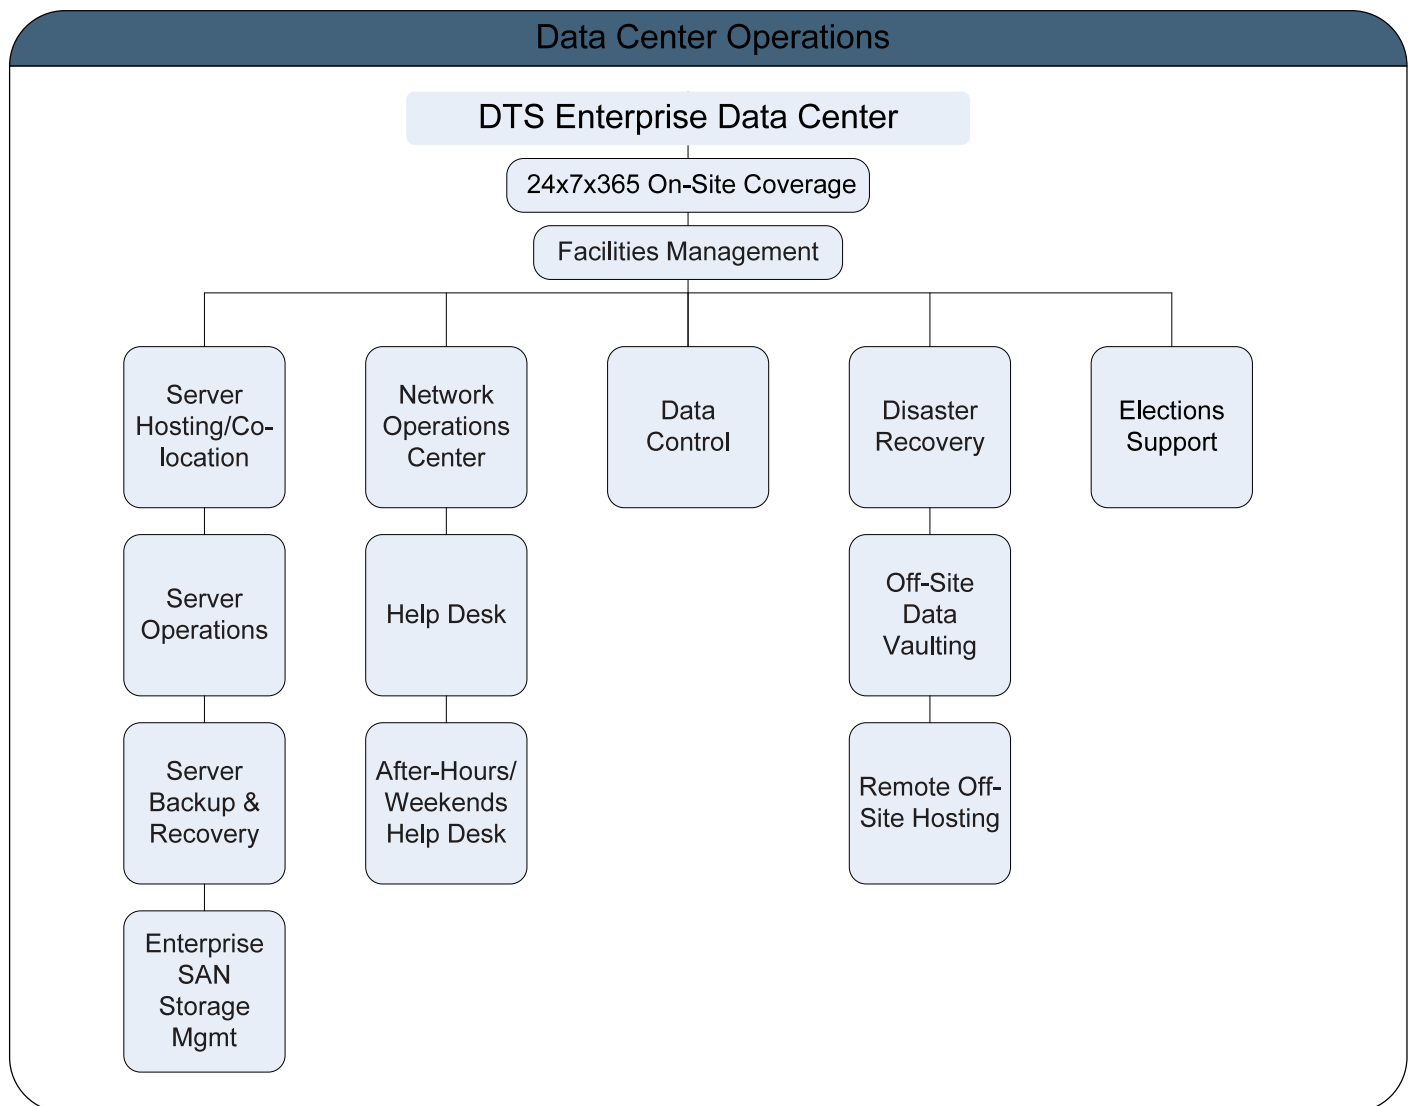 Data Center Operations
DTS Enterprise Data Center
24x7x365 On-Site Coverage
Facilities Management
Server
Hosting/Co-
location
Network
Operations
Center
Data
Control
Disaster
Recovery
Elections
Support
Server
Operations
Help Desk
Off-Site
Data
Vaulting
Server
Backup &
Recovery
After-Hours/
Weekends
Help Desk
Remote Off-
Site Hosting
Enterprise
SAN
Storage
Mgmt